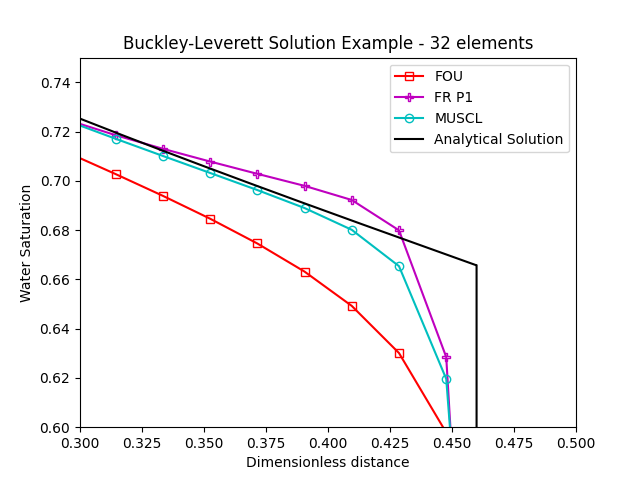 Buckley-Leverett Solution Example - 32 elements
FOU
FR P1
MUSCL
Analytical Solution
Water Saturation
0.74
0.72
0.70
0.68
0.66
0.64
0.62
0.60
0.300 0.325 0.350 0.375 0.400 0.425 0.450 0.475 0.500
Dimensionless distance